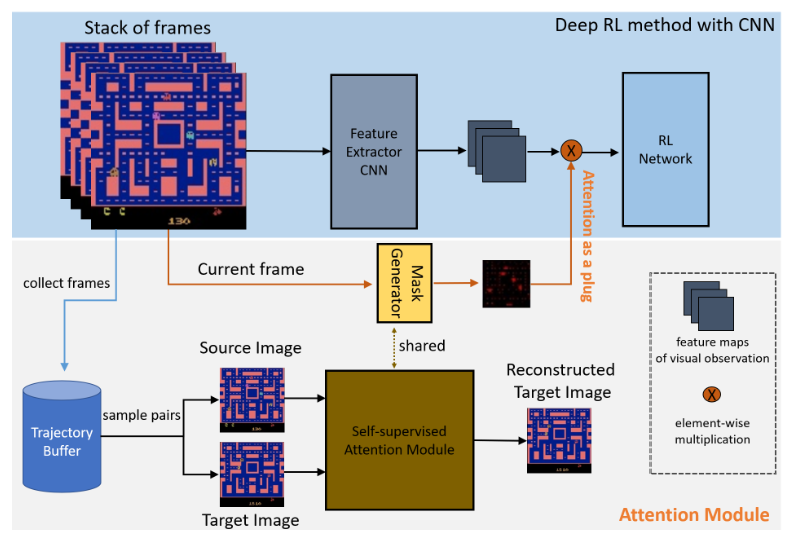 Deep RL method with CNN
Stack of frames
130
Feature
Extractor
CNN
X
RL
Network
Attention as a plug
collect frames
Current frame
Mask
Generator
shared
feature maps
of visual observation
X
element-wise
multiplication
Source Image
Reconstructed
Target Image
Trajectory
Buffer
sample pairs
Self-supervised
Attention Module
Target Image
Attention Module